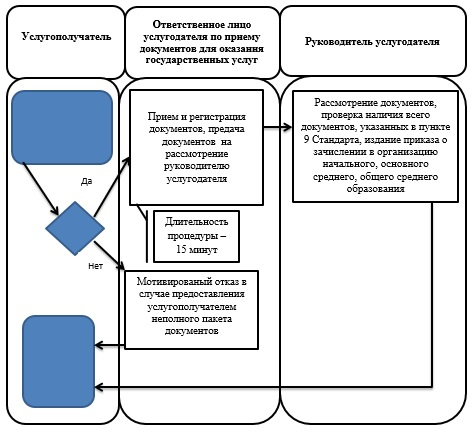 Услугополучатель
Ответственное лицо
услугодателя по приему
документов для оказания
государственных услуг
Руководитель услугодателя
Прием и регистрация
документов, предача
документов на
рассмотрение
руководителю
услугодателя
Рассмотрение документов,
проверка наличия всего
документов, указанных в пункте
9 Стандарта, издание приказа о
зачислении в организацию
начального, основного
среднего, общего среднего
образования
Да
Длительность
процедуры –
15 минут
Нет
Мотивированый отказ в
случае предоставления
услугополучателем
неполного пакета
документов